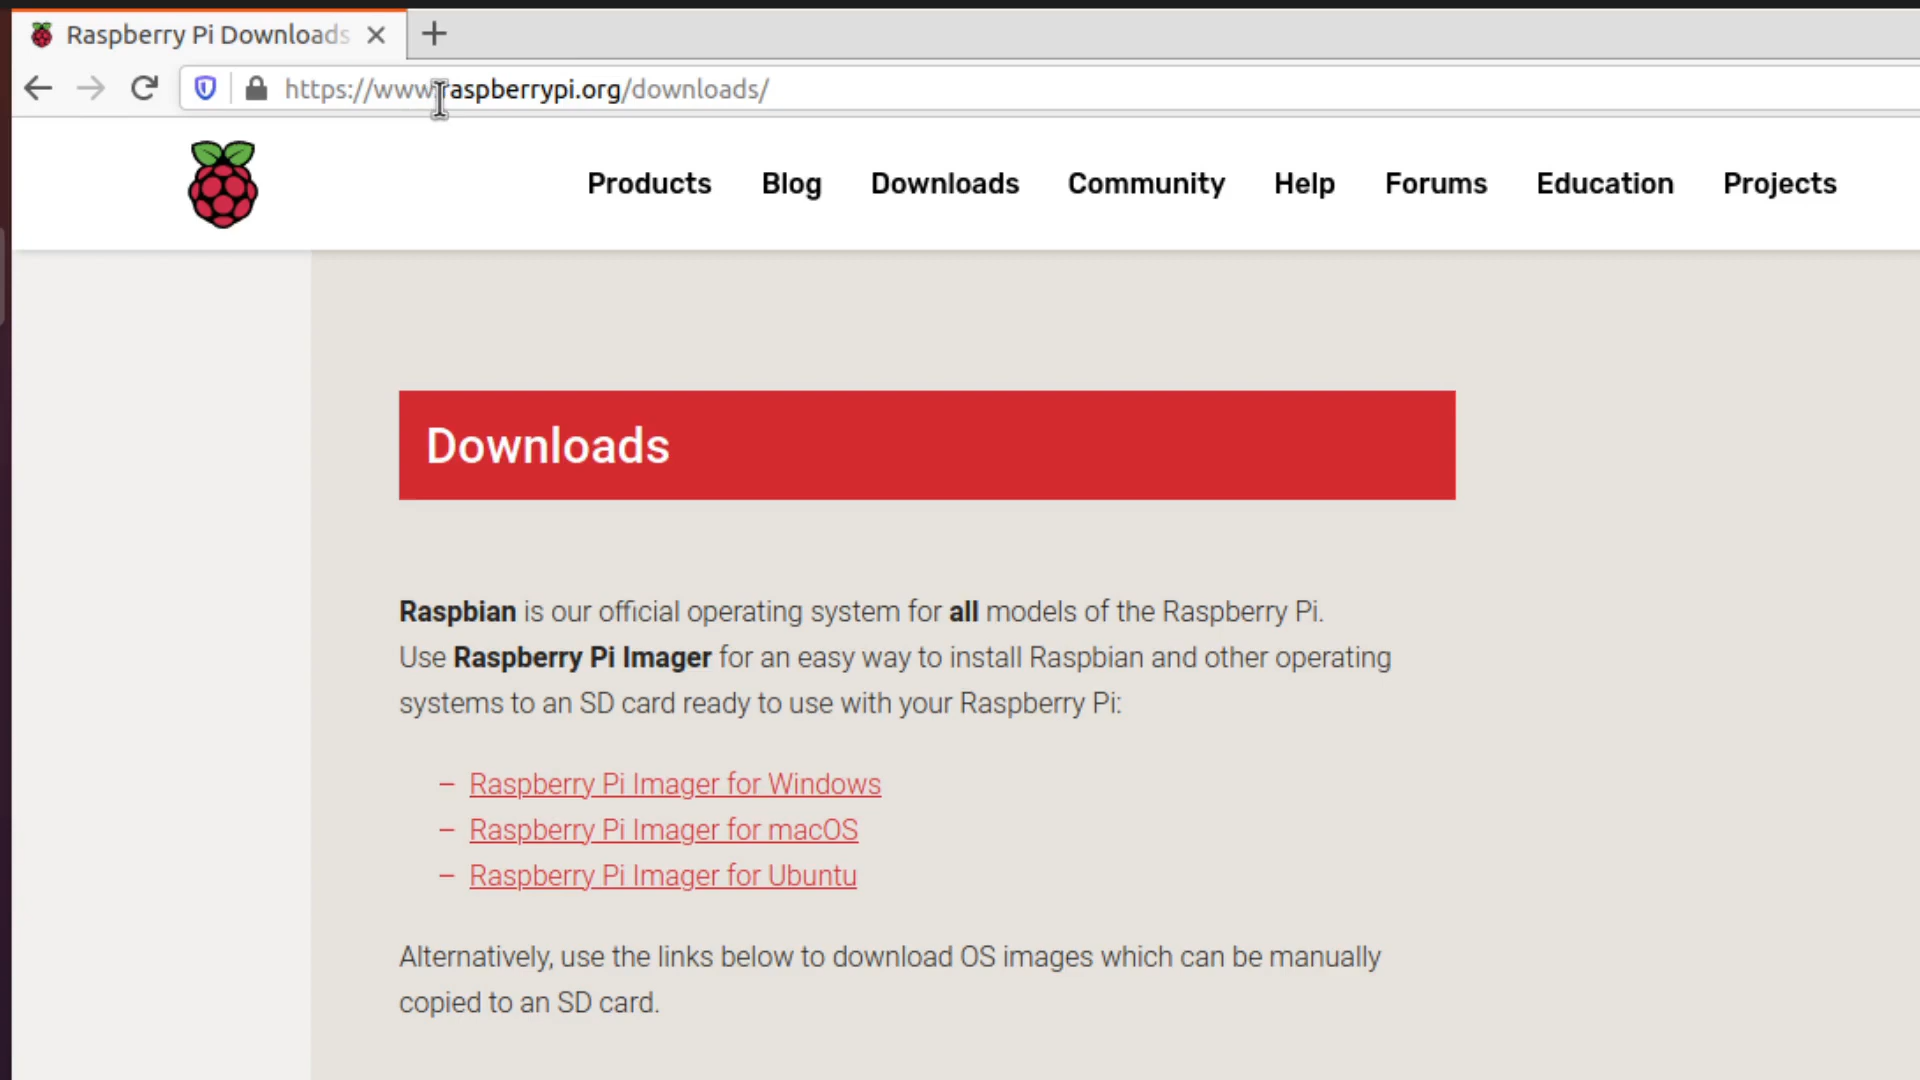 Raspberry Pi Downloads
https://www.raspberrypi.org/downloads/
Products Blog Downloads Community Help Forums Education Projects
Downloads
Raspbian is our official operating system for all models of the Raspberry Pi.
Use Raspberry Pi Imager for an easy way to install Raspbian and other operating
systems to an SD card ready to use with your Raspberry Pi:
– Raspberry Pi Imager for Windows
– Raspberry Pi Imager for macOS
– Raspberry Pi Imager for Ubuntu
Alternatively, use the links below to download OS images which can be manually
copied to an SD card.